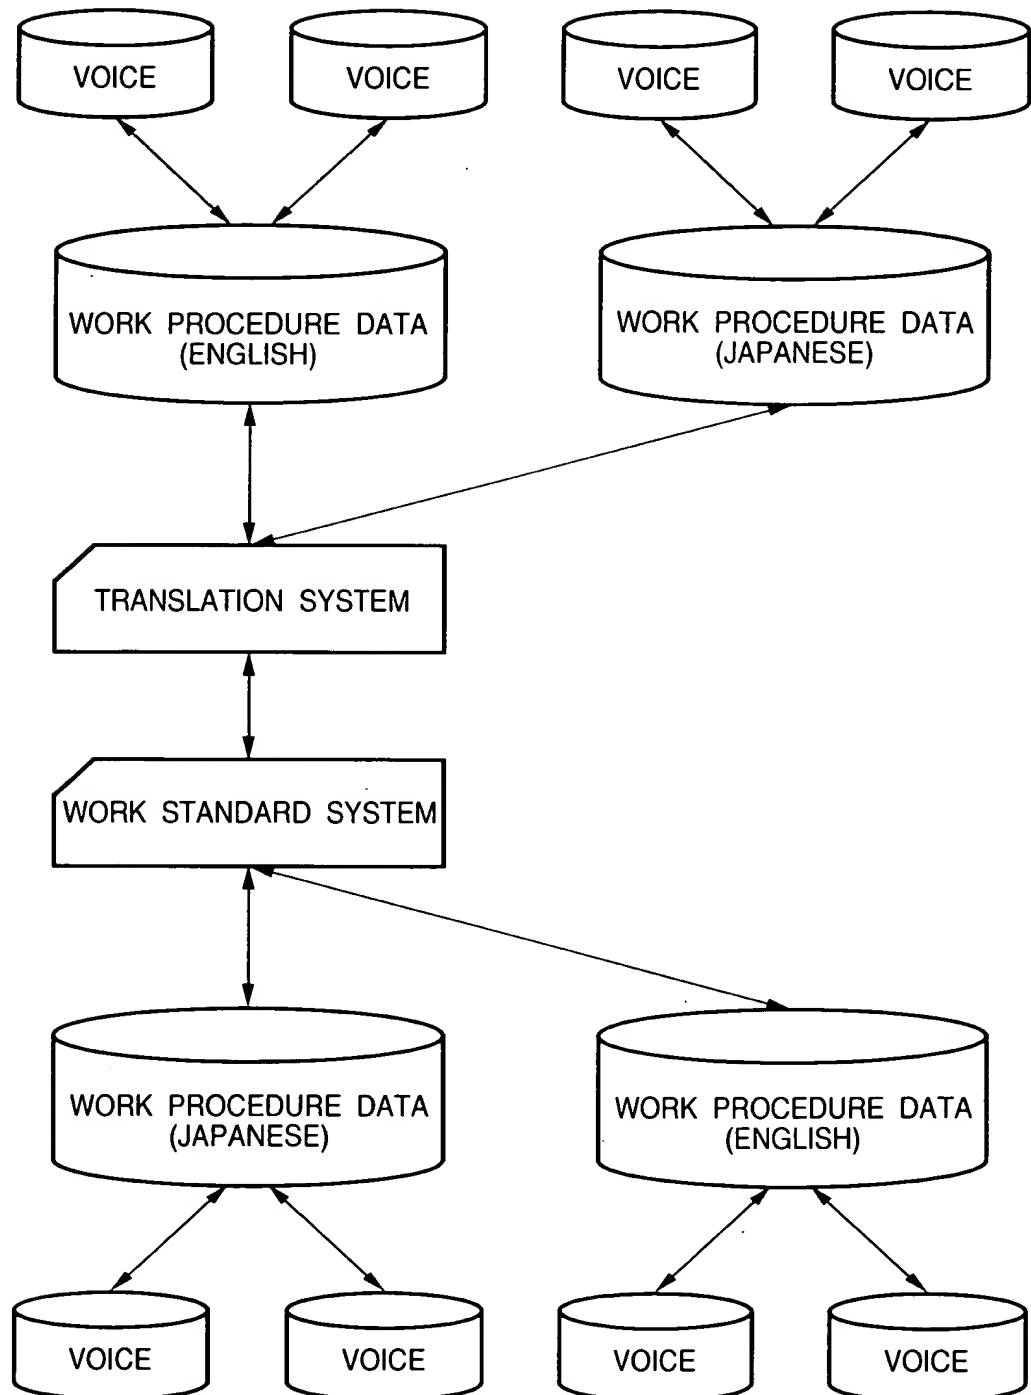 VOICE
VOICE
VOICE
VOICE
WORK PROCEDURE DATA
(ENGLISH)
WORK PROCEDURE DATA
(JAPANESE)
TRANSLATION SYSTEM
WORK STANDARD SYSTEM
WORK PROCEDURE DATA
(JAPANESE)
WORK PROCEDURE DATA
(ENGLISH)
VOICE
VOICE
VOICE
VOICE